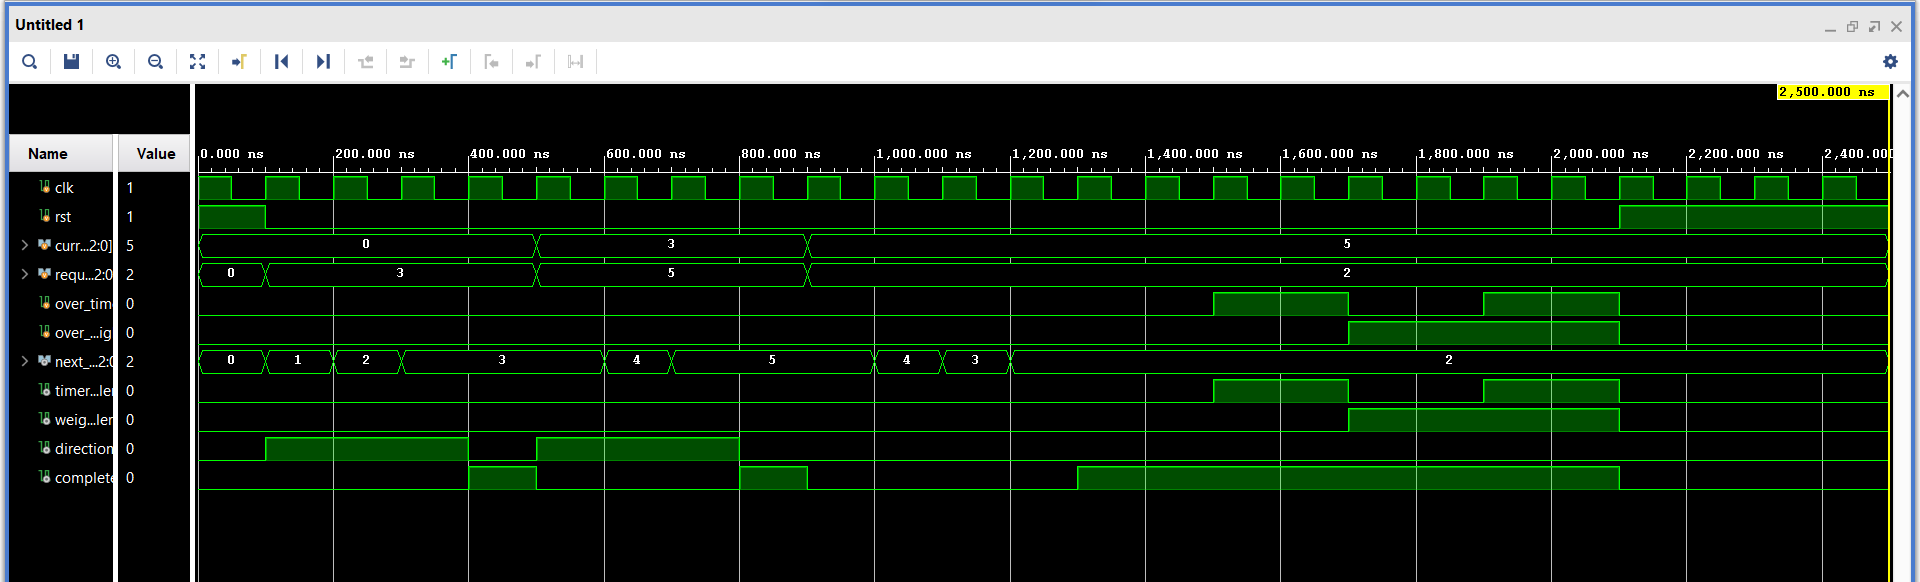 Untitled 1
2,500.000 ns
Name Value
0.000 ns 200.000 ns 400.000 ns 600.000 ns 800.000 ns 1,000.000 ns 1,200.000 ns 1,400.000 ns 1,600.000 ns 1,800.000 ns 2,000.000 ns 2,200.000 ns 2,400.000
clk 1
rst 1
curr...2:0] 5 0 3 5
requ...2:0 2 0 3 5 2
over_tim 0
over_...ig 0
next_...2:0 2 0 1 2 3 4 5 4 3 2
timer...ler 0
weig...ler 0
direction 0
complete 0